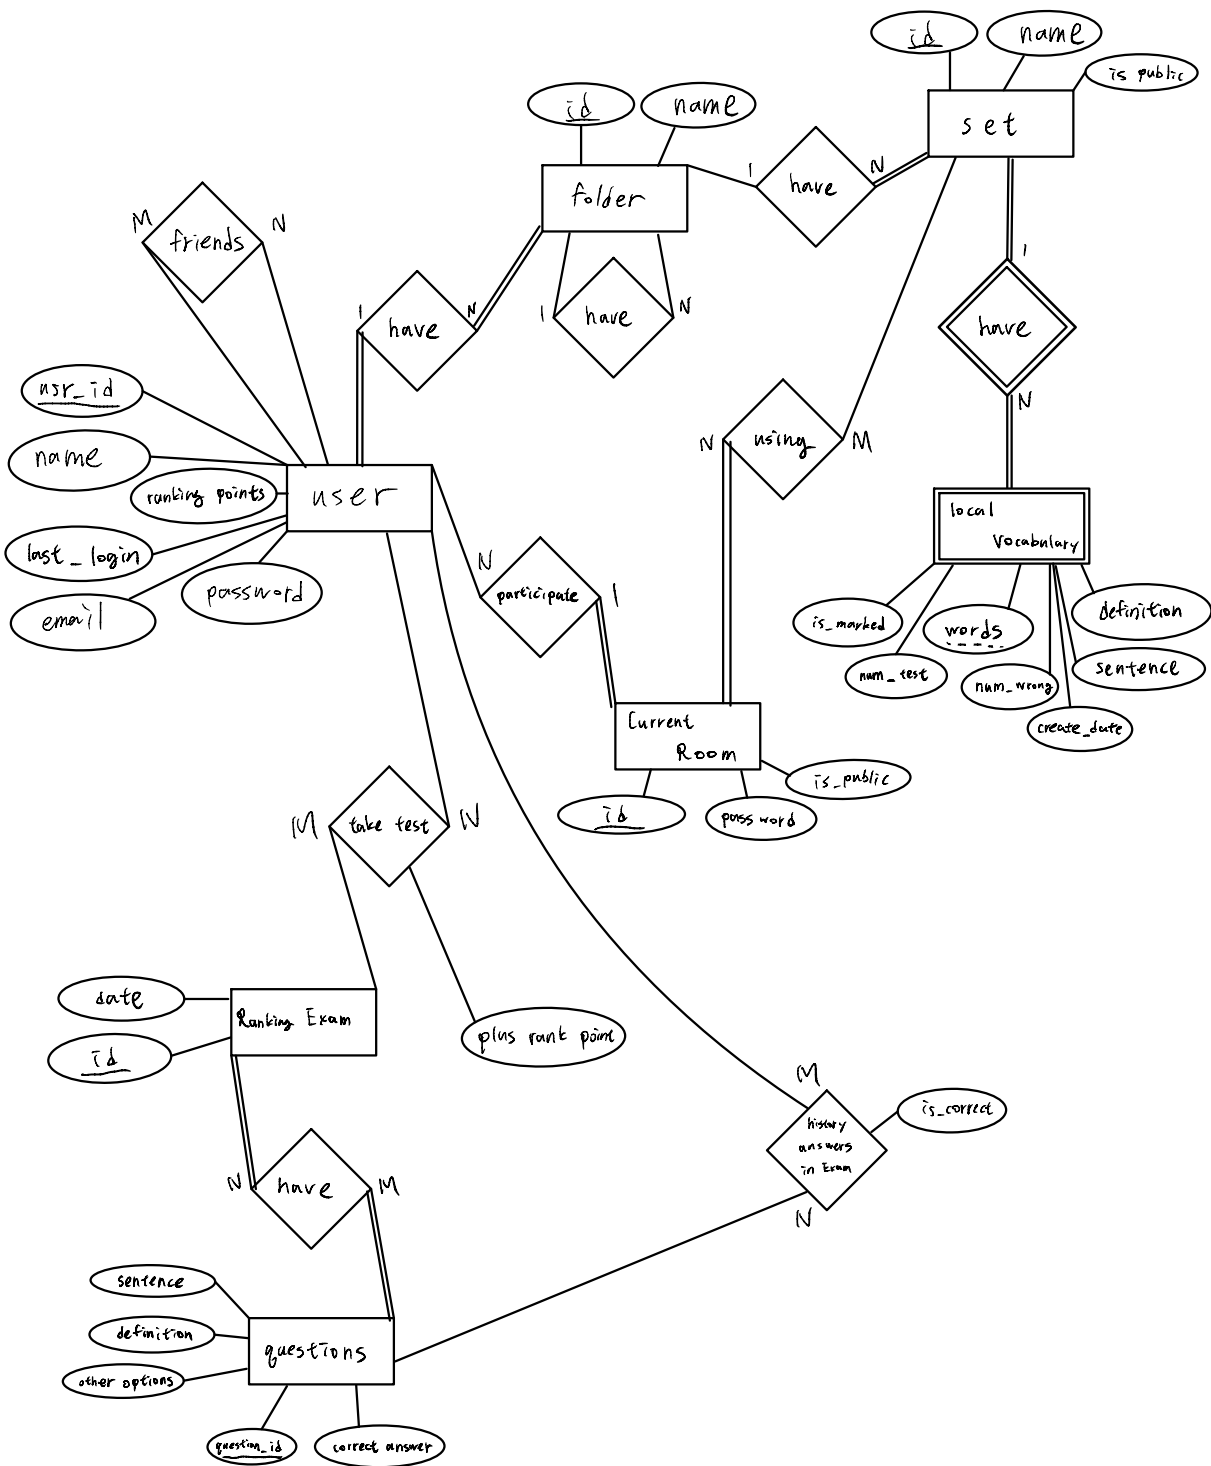 id
name
is public
set
id
name
folder
1
have
N
M
friends
N
1
have
N
1
have
N
1
have
N
N
using
M
usr_id
name
ranking points
user
last_login
password
email
local
Vocabulary
is_marked
words
definition
num_test
num_wrong
sentence
create_date
N
participate
1
Current
Room
is_public
id
password
M
take test
N
date
Ranking Exam
id
plus rank point
M
history
answers
in Exam
is_correct
N
N
have
M
sentence
definition
questions
other options
question_id
correct answer